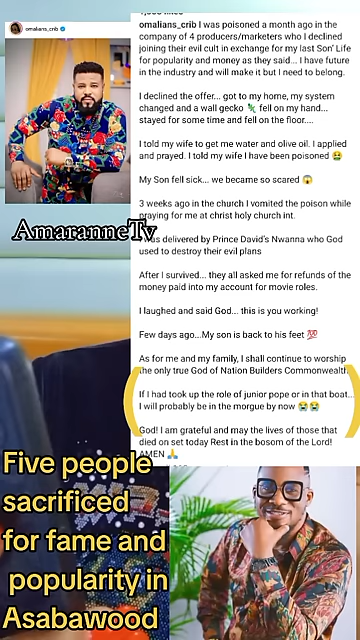 omalians_crib
omalians_crib I was poisoned a month ago in the
company of 4 producers/marketers who I declined
joining their evil cult in exchange for my last Son' Life
for popularity and money as they said... I have future
in the industry and will make it but I need to belong.
I declined the offer... got to my home, my system
changed and a wall gecko 🦎 fell on my hand...
stayed for some time and fell on the floor....
I told my wife to get me water and olive oil. I applied
and prayed. I told my wife I have been poisoned 🤮
My Son fell sick... we became so scared 😱
3 weeks ago in the church I vomited the poison while
praying for me at christ holy church int.
AmaranneTv
was delivered by Prince David's Nwanna who God
used to destroy their evil plans
After I survived... they all asked me for refunds of the
money paid into my account for movie roles.
I laughed and said God... this is you working!
Few days ago...My son is back to his feet 💯
As for me and my family, I shall continue to worship
the only true God of Nation Builders Commonwealth.
If I had took up the role of junior pope or in that boat...
I will probably be in the morgue by now 😭😭
God! I am grateful and may the lives of those that
died on set today Rest in the bosom of the Lord!
AMEN 🙏
Five people
sacrificed
for fame and
popularity in
Asabawood